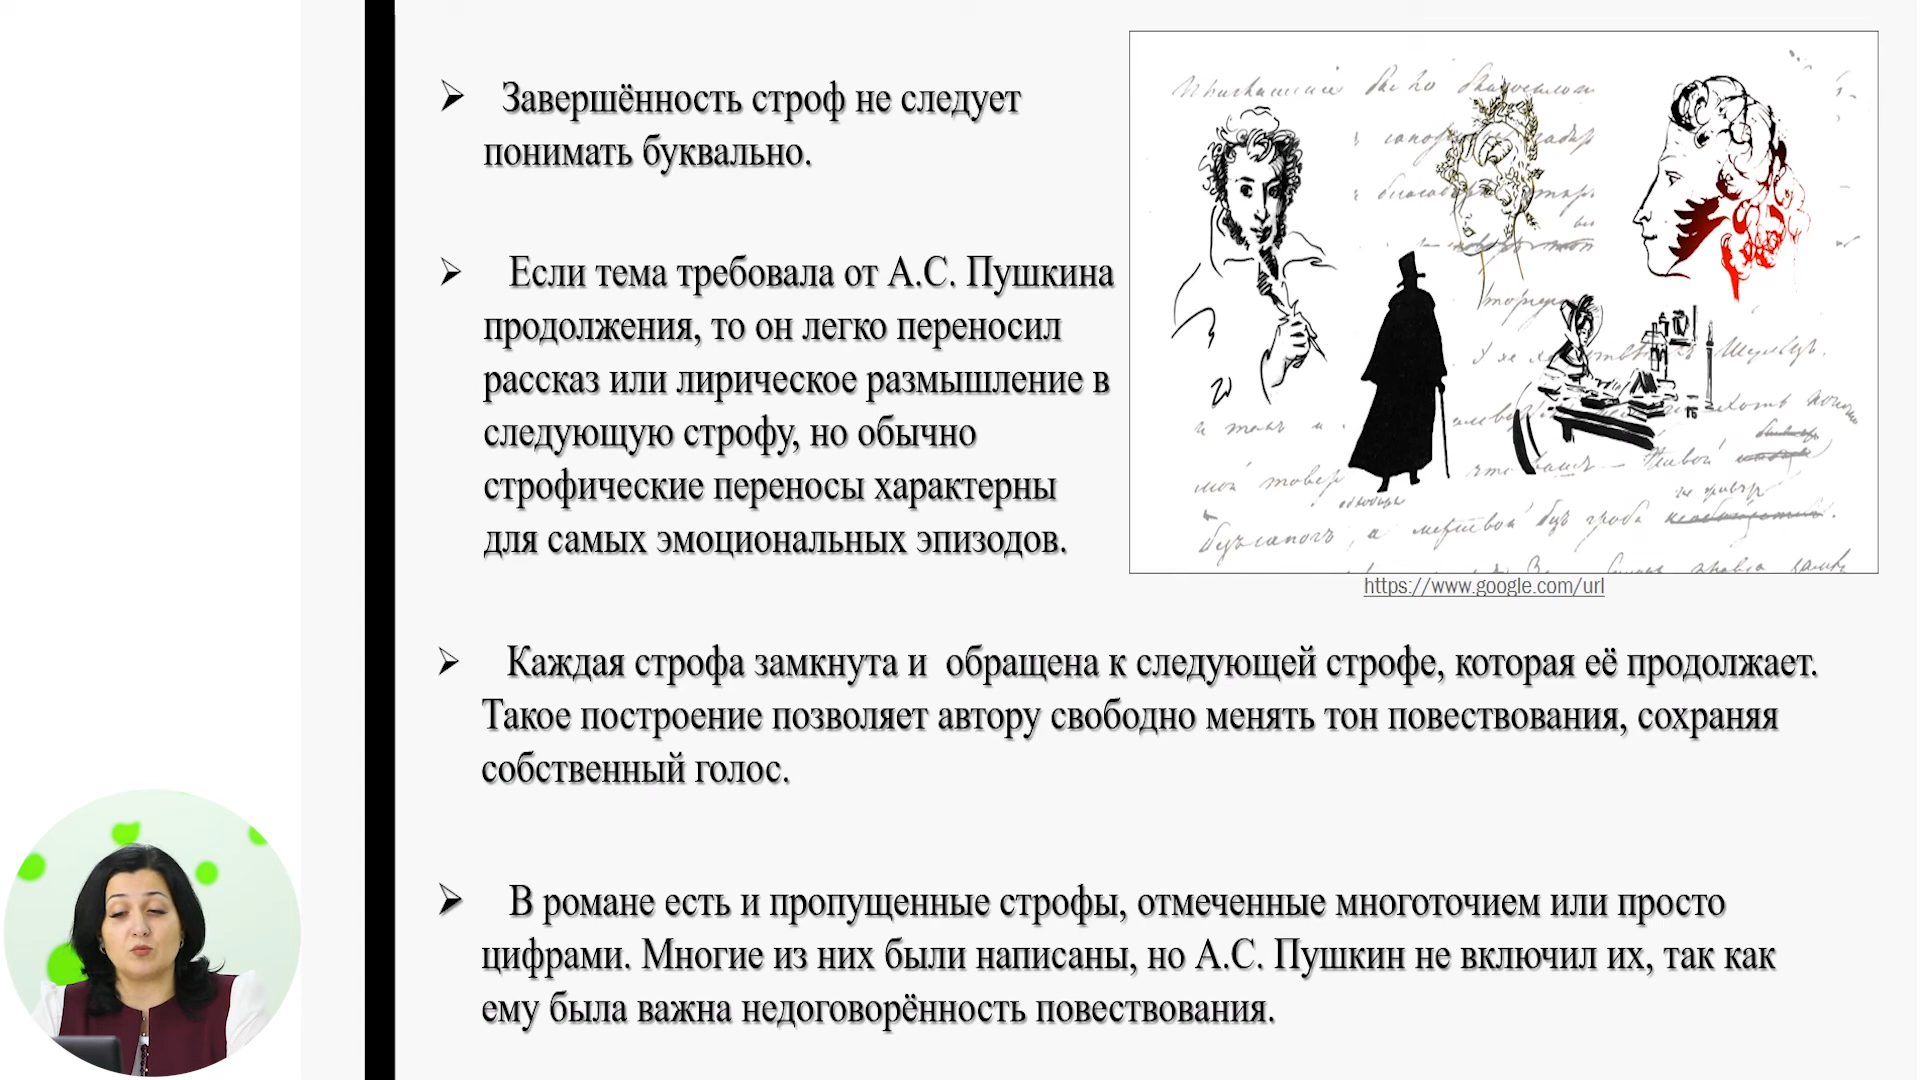 Завершённость строф не следует
понимать буквально.
Если тема требовала от А.С. Пушкина
продолжения, то он легко переносил
рассказ или лирическое размышление в
следующую строфу, но обычно
строфические переносы характерны
для самых эмоциональных эпизодов.
https://www.google.com/url
Каждая строфа замкнута и обращена к следующей строфе, которая её продолжает.
Такое построение позволяет автору свободно менять тон повествования, сохраняя
собственный голос.
В романе есть и пропущенные строфы, отмеченные многоточием или просто
цифрами. Многие из них были написаны, но А.С. Пушкин не включил их, так как
ему была важна недоговорённость повествования.